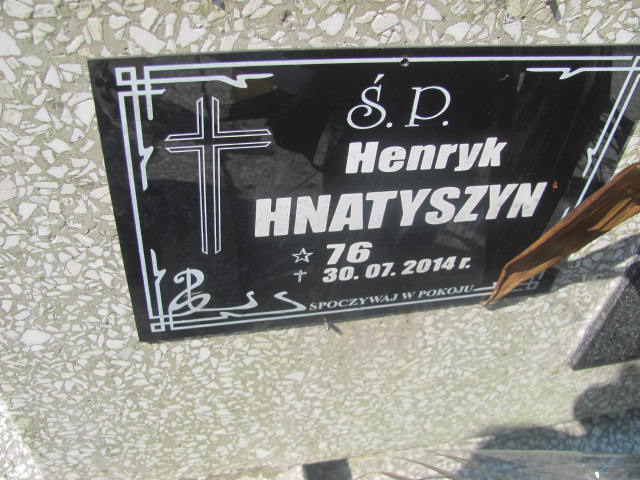 Ś. P.
Henryk
HNATYSZYN
76
30. 07. 2014 r.
SPOCZYWAJ W POKOJU